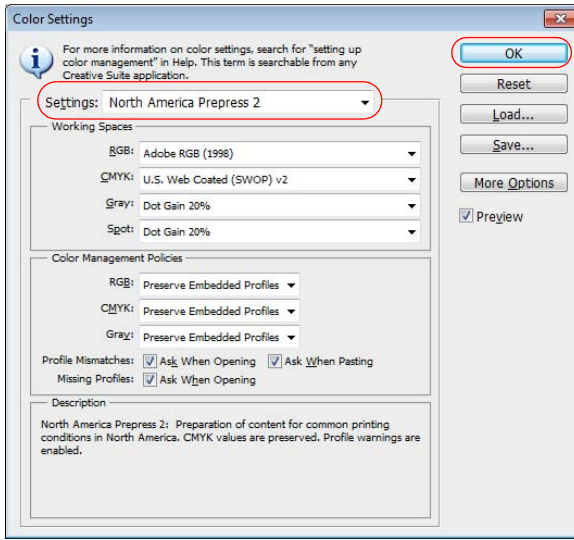 Color Settings
For more information on color settings, search for "setting up
color management" in Help. This term is searchable from any
Creative Suite application.
OK
Reset
Load...
Save...
More Options
Preview
Settings: North America Prepress 2
Working Spaces
RGB: Adobe RGB (1998)
CMYK: U.S. Web Coated (SWOP) v2
Gray: Dot Gain 20%
Spot: Dot Gain 20%
Color Management Policies
RGB: Preserve Embedded Profiles
CMYK: Preserve Embedded Profiles
Gray: Preserve Embedded Profiles
Profile Mismatches: Ask When Opening Ask When Pasting
Missing Profiles: Ask When Opening
Description
North America Prepress 2: Preparation of content for common printing
conditions in North America. CMYK values are preserved. Profile warnings are
enabled.